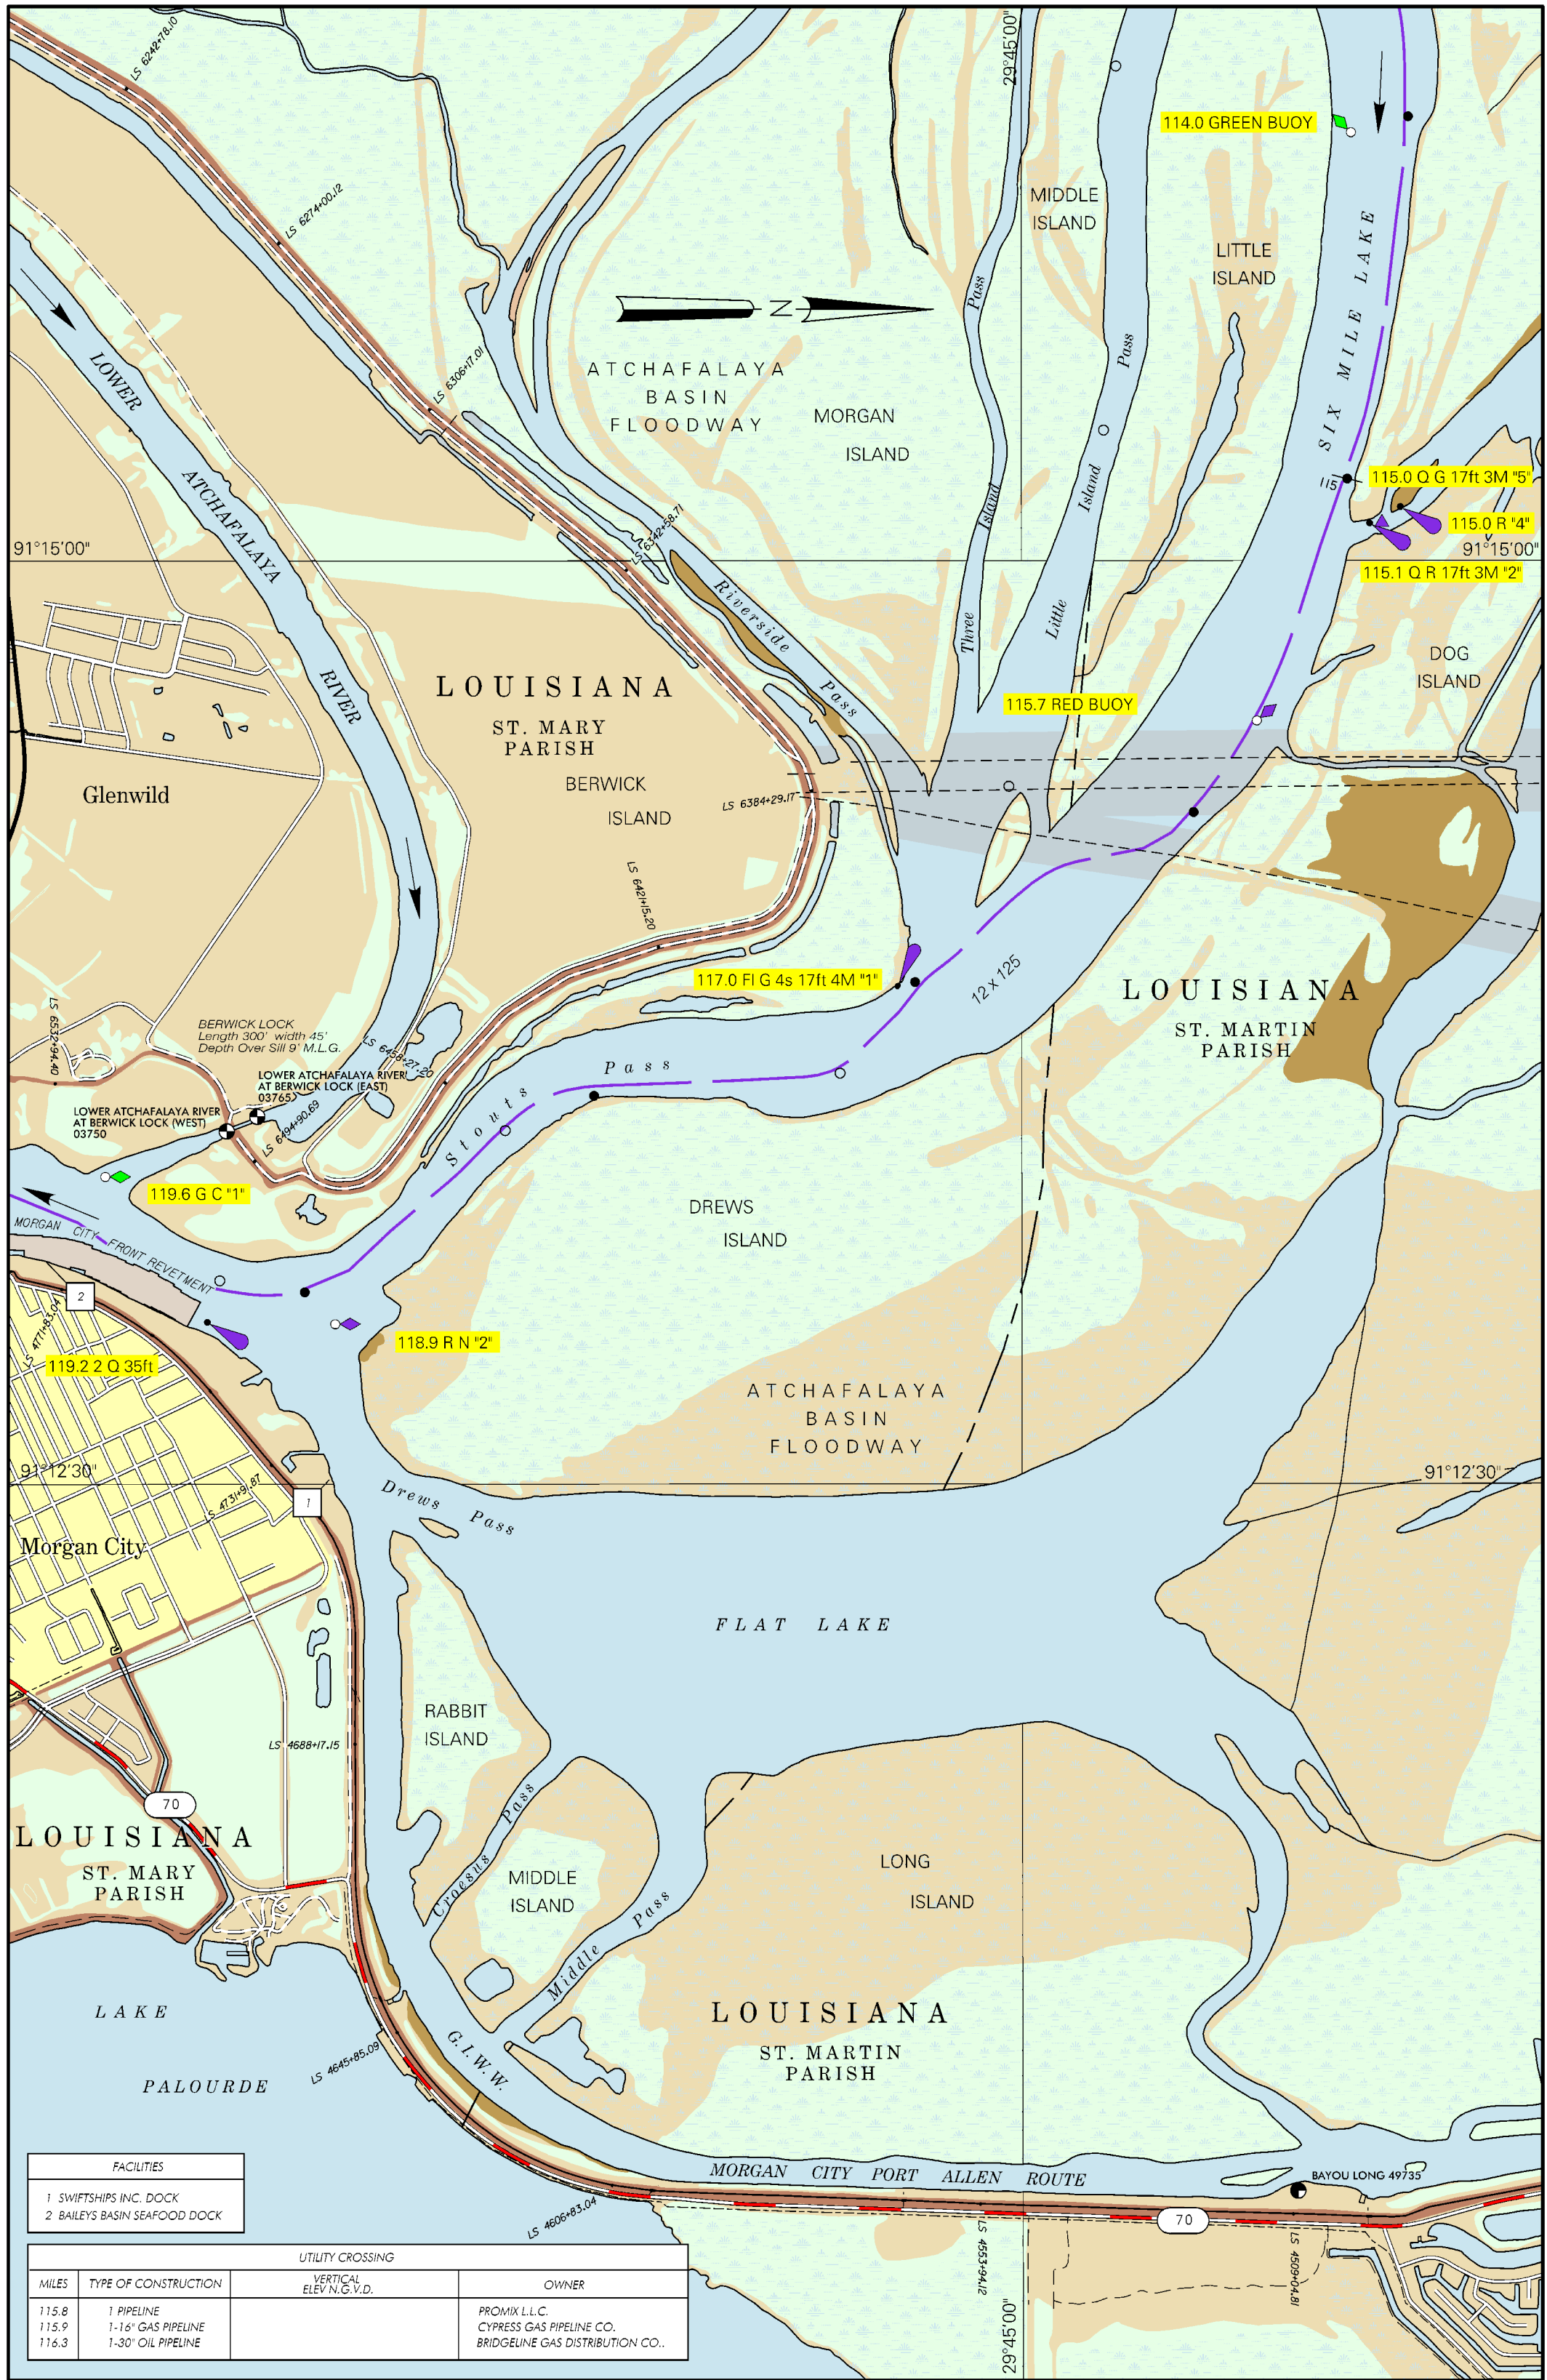 LS 6242+78.10
29°45'00"
114.0 GREEN BUOY
LS 6274+00.12
MIDDLE
ISLAND
LITTLE
ISLAND
SIX MILE LAKE
Pass
N
LOWER
ATCHAFALAYA
RIVER
LS 6306+17.01
ATCHAFALAYA
BASIN
FLOODWAY
MORGAN
ISLAND
Pass
Island
Three
Island
Little
115
115.0 Q G 17ft 3M "5"
115.0 R "4"
91°15'00"
91°15'00"
115.1 Q R 17ft 3M "2"
LS 6342+58.71
Riverside
Pass
DOG
ISLAND
LOUISIANA
ST. MARY
PARISH
115.7 RED BUOY
Glenwild
BERWICK
ISLAND
LS 6384+29.17
LS 6421+15.20
117.0 Fl G 4s 17ft 4M "1"
12 x 125
LOUISIANA
ST. MARTIN
PARISH
LS 6532+94.40
BERWICK LOCK
Length 300' width 45'
Depth Over Sill 9' M.L.G.
LS 6458+27.20
LOWER ATCHAFALAYA RIVER
AT BERWICK LOCK (EAST)
03765
LOWER ATCHAFALAYA RIVER
AT BERWICK LOCK (WEST)
03750
LS 6494+90.69
Stouts
Pass
119.6 G C "1"
MORGAN CITY FRONT REVETMENT
DREWS
ISLAND
2
LS 4771+83.04
118.9 R N "2"
119.2 2 Q 35ft
ATCHAFALAYA
BASIN
FLOODWAY
91°12'30"
91°12'30"
LS 4731+91.87
1
Drews
Pass
Morgan City
FLAT LAKE
RABBIT
ISLAND
LS 4688+17.15
70
Croesus
Pass
LOUISIANA
ST. MARY
PARISH
MIDDLE
ISLAND
Middle
Pass
LONG
ISLAND
LAKE
PALOURDE
LS 4645+85.09
G.I.W.W.
LOUISIANA
ST. MARTIN
PARISH
MORGAN CITY PORT ALLEN ROUTE
BAYOU LONG 49735
70
LS 4606+83.04
LS 4553+94.12
LS 4509+04.81
29°45'00"
FACILITIES
1 SWIFTSHIPS INC. DOCK
2 BAILEYS BASIN SEAFOOD DOCK
UTILITY CROSSING
MILES TYPE OF CONSTRUCTION VERTICAL ELEV N.G.V.D. OWNER
115.8 1 PIPELINE PROMIX L.L.C.
115.9 1-16" GAS PIPELINE CYPRESS GAS PIPELINE CO.
116.3 1-30" OIL PIPELINE BRIDGELINE GAS DISTRIBUTION CO..